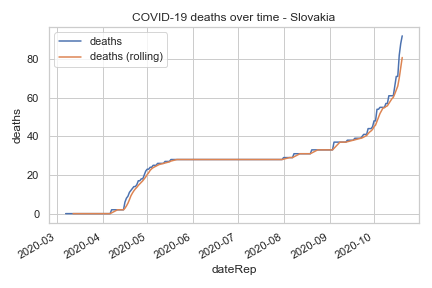 COVID-19 deaths over time - Slovakia
deaths
deaths (rolling)
80
60
40
20
0
deaths
2020-03
2020-04
2020-05
2020-06
2020-07
2020-08
2020-09
2020-10
dateRep